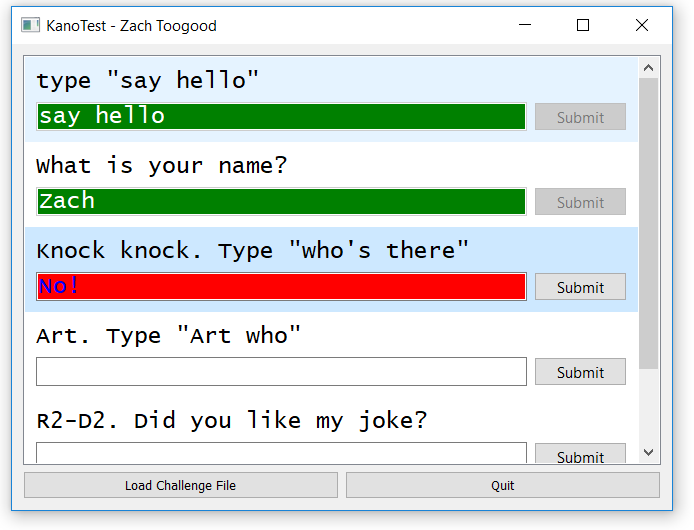 KanoTest - Zach Toogood
type "say hello"
say hello
Submit
What is your name?
Zach
Submit
Knock knock. Type "who's there"
No!
Submit
Art. Type "Art who"
Submit
R2-D2. Did you like my joke?
Submit
Load Challenge File
Quit